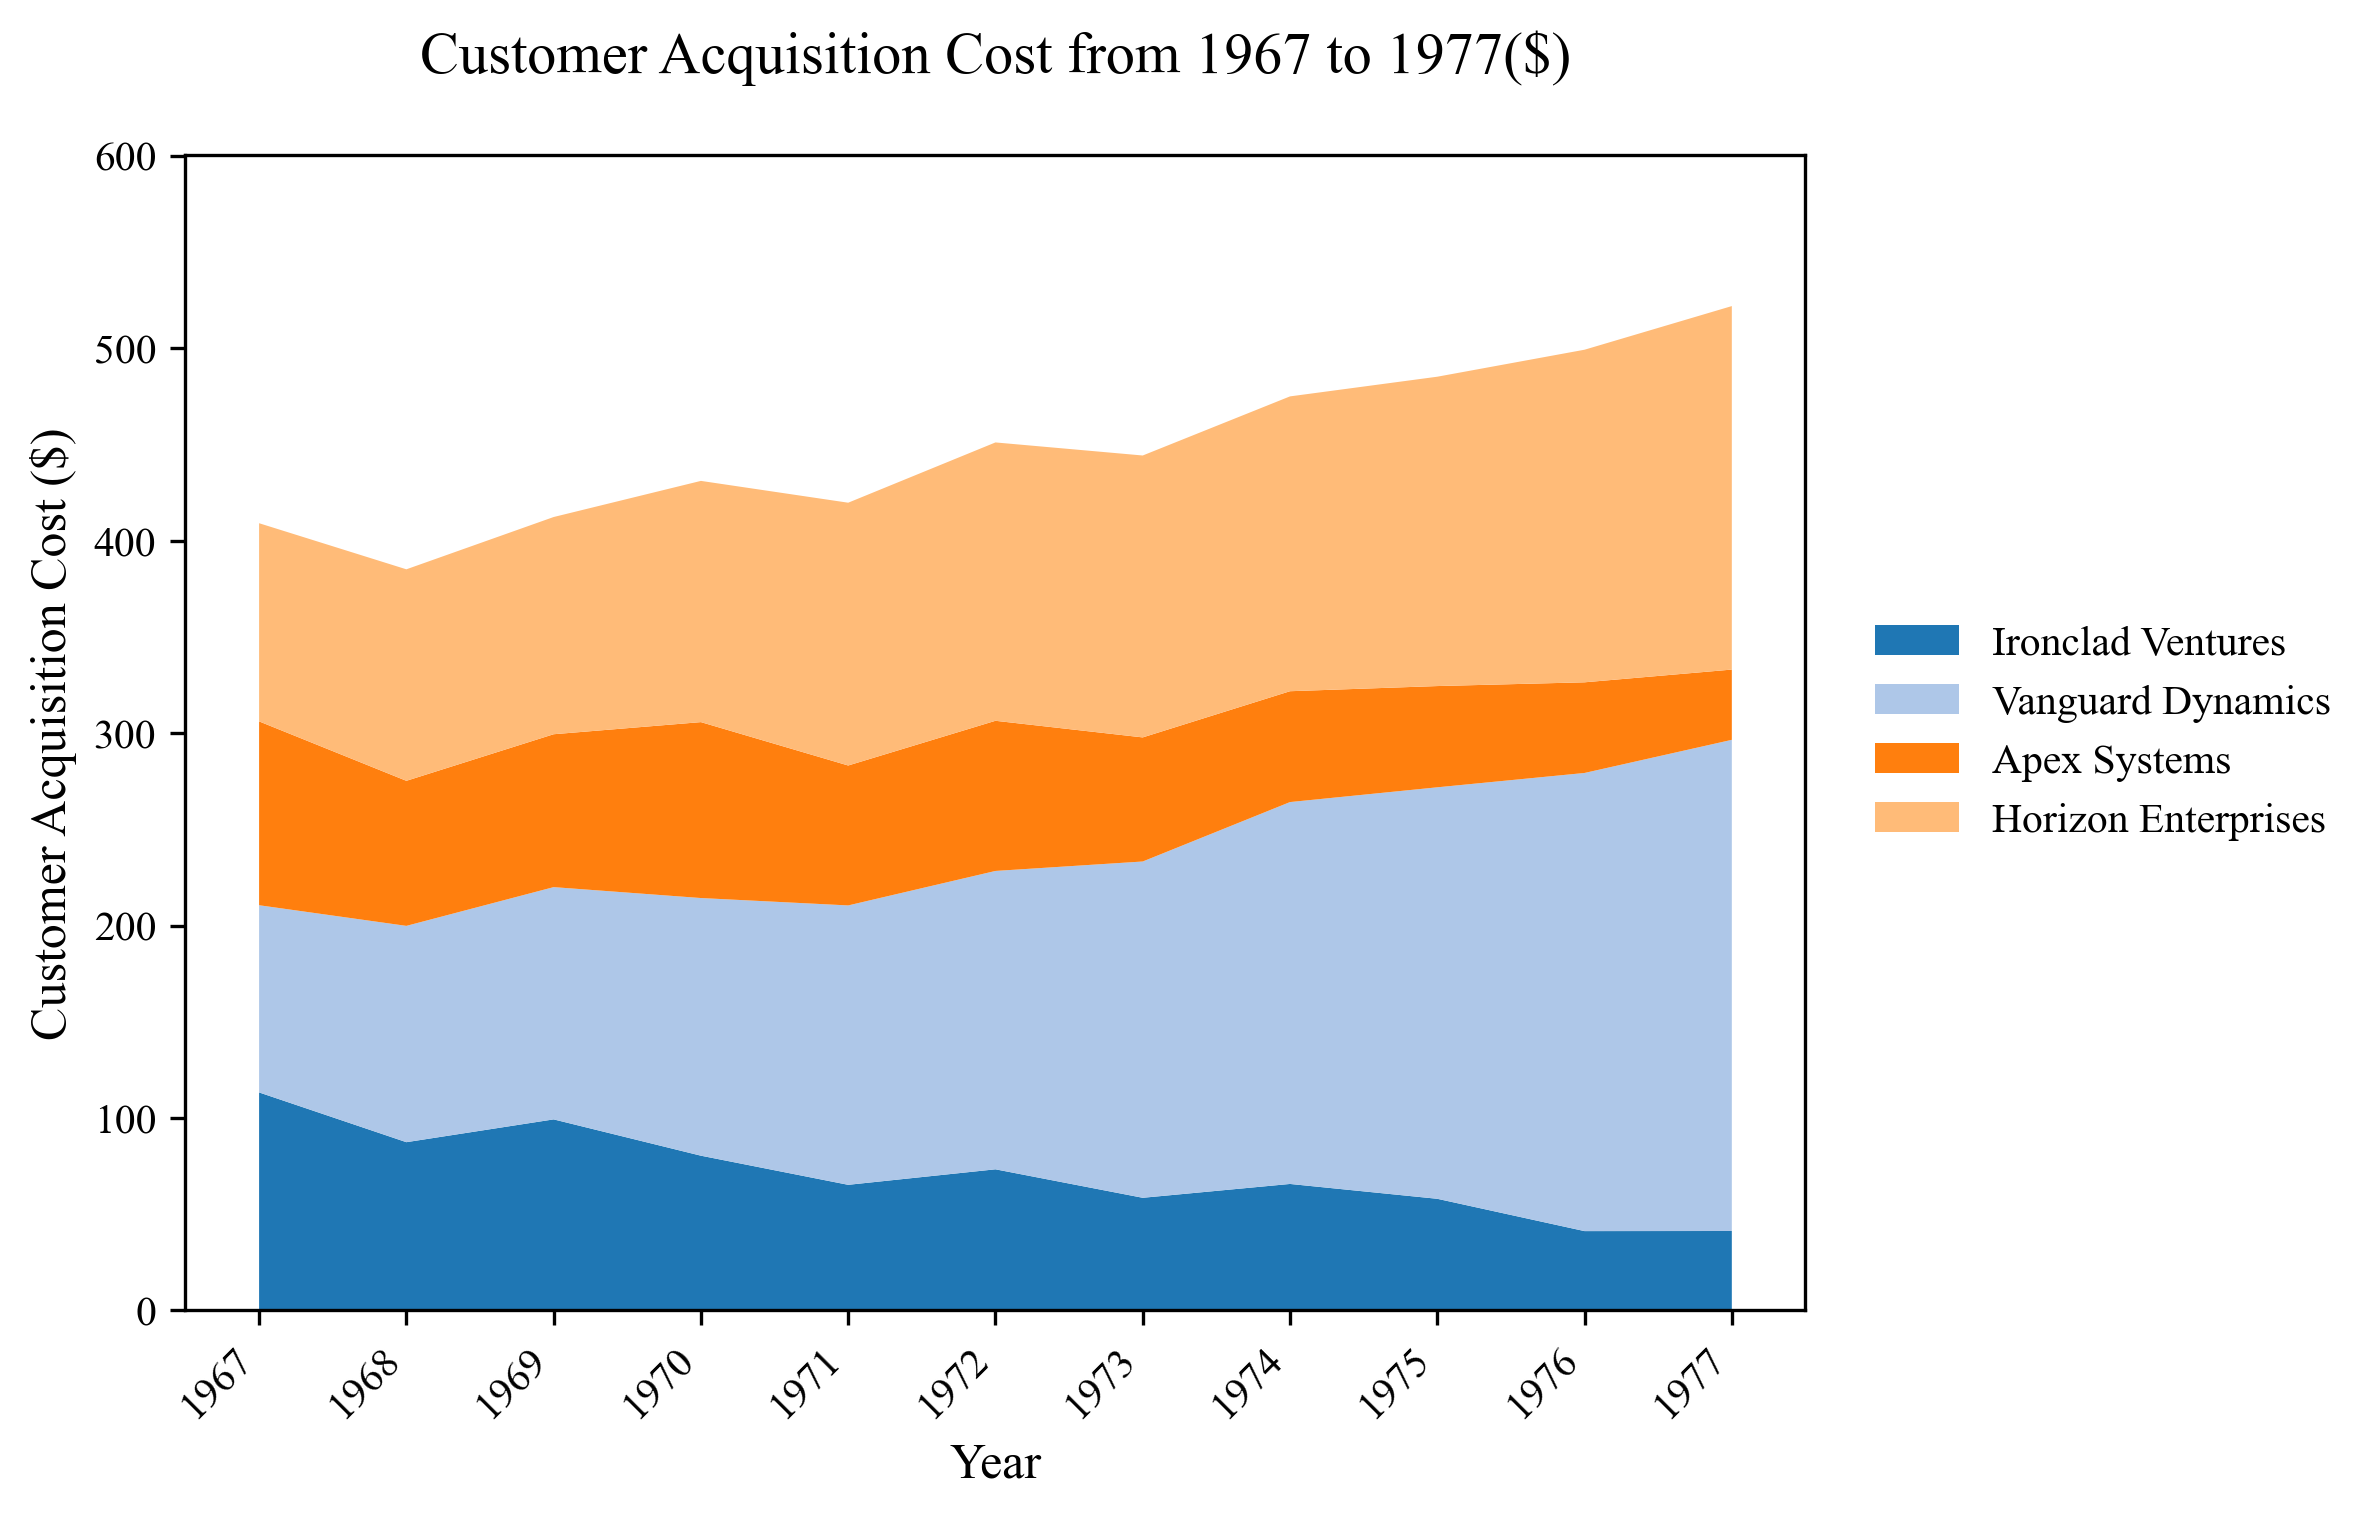 Customer Acquisition Cost from 1967 to 1977($)
Customer Acquisition Cost ($)
600
500
400
300
200
100
0
1967
1968
1969
1970
1971
1972
1973
1974
1975
1976
1977
Year
Ironclad Ventures
Vanguard Dynamics
Apex Systems
Horizon Enterprises